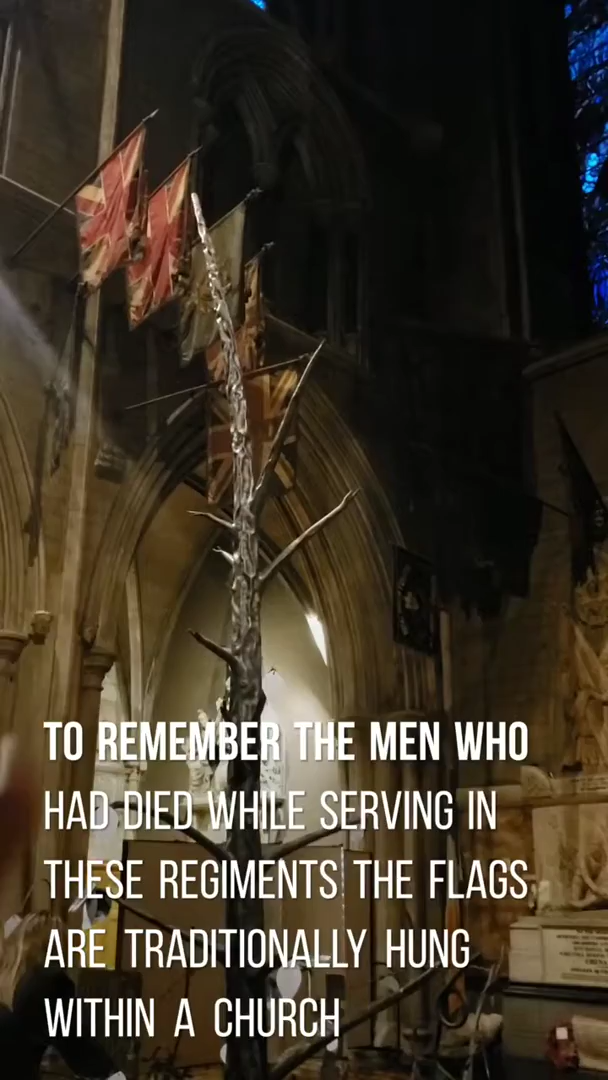 TO REMEMBER THE MEN WHO
HAD DIED WHILE SERVING IN
THESE REGIMENTS THE FLAGS
ARE TRADITIONALLY HUNG
WITHIN A CHURCH